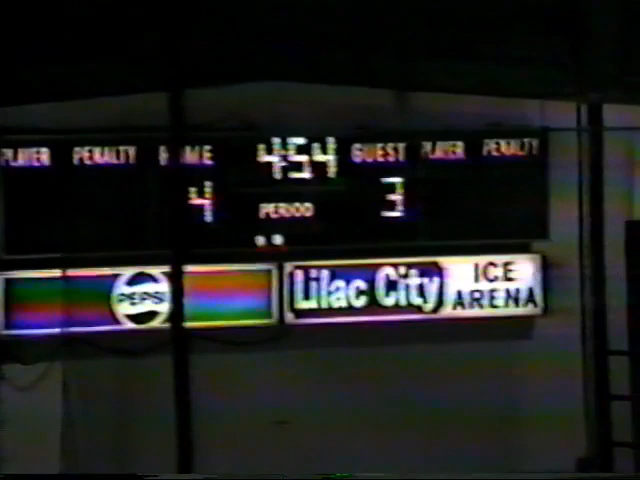 PLAYER PENALTY HOME 4:54 GUEST PLAYER PENALTY
4 PERIOD 3
PEPSI Lilac City ICE
ARENA